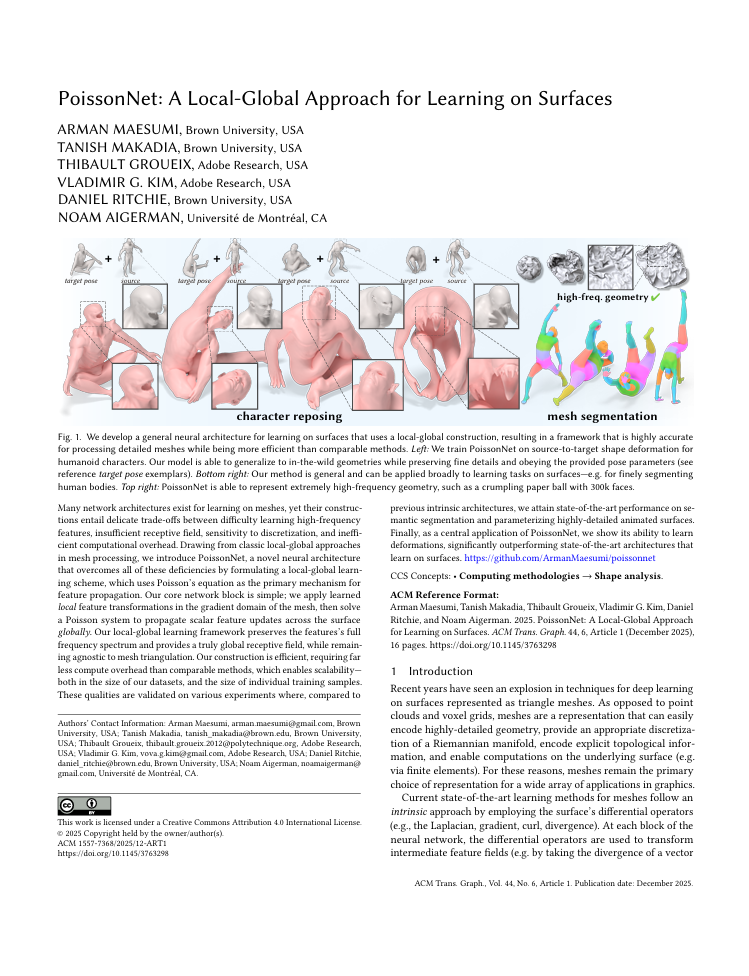 PoissonNet: A Local-Global Approach for Learning on Surfaces
ARMAN MAESUMI, Brown University, USA
TANISH MAKADIA, Brown University, USA
THIBAULT GROUEIX, Adobe Research, USA
VLADIMIR G. KIM, Adobe Research, USA
DANIEL RITCHIE, Brown University, USA
NOAM AIGERMAN, Université de Montréal, CA
+ + + +
target pose source target pose source target pose source target pose source
high-freq. geometry ✓
character reposing
mesh segmentation
Fig. 1. We develop a general neural architecture for learning on surfaces that uses a local-global construction, resulting in a framework that is highly accurate
for processing detailed meshes while being more efficient than comparable methods. Left: We train PoissonNet on source-to-target shape deformation for
humanoid characters. Our model is able to generalize to in-the-wild geometries while preserving fine details and obeying the provided pose parameters (see
reference target pose exemplars). Bottom right: Our method is general and can be applied broadly to learning tasks on surfaces—e.g. for finely segmenting
human bodies. Top right: PoissonNet is able to represent extremely high-frequency geometry, such as a crumpling paper ball with 300k faces.
Many network architectures exist for learning on meshes, yet their construc-
tions entail delicate trade-offs between difficulty learning high-frequency
features, insufficient receptive field, sensitivity to discretization, and ineffi-
cient computational overhead. Drawing from classic local-global approaches
in mesh processing, we introduce PoissonNet, a novel neural architecture
that overcomes all of these deficiencies by formulating a local-global learn-
ing scheme, which uses Poisson's equation as the primary mechanism for
feature propagation. Our core network block is simple; we apply learned
local feature transformations in the gradient domain of the mesh, then solve
a Poisson system to propagate scalar feature updates across the surface
globally. Our local-global learning framework preserves the features's full
frequency spectrum and provides a truly global receptive field, while remain-
ing agnostic to mesh triangulation. Our construction is efficient, requiring far
less compute overhead than comparable methods, which enables scalability—
both in the size of our datasets, and the size of individual training samples.
These qualities are validated on various experiments where, compared to
Authors' Contact Information: Arman Maesumi, arman.maesumi@gmail.com, Brown
University, USA; Tanish Makadia, tanish_makadia@brown.edu, Brown University,
USA; Thibault Groueix, thibault.groueix.2012@polytechnique.org, Adobe Research,
USA; Vladimir G. Kim, vova.g.kim@gmail.com, Adobe Research, USA; Daniel Ritchie,
daniel_ritchie@brown.edu, Brown University, USA; Noam Aigerman, noamaigerman@
gmail.com, Université de Montréal, CA.
cc BY
This work is licensed under a Creative Commons Attribution 4.0 International License.
© 2025 Copyright held by the owner/author(s).
ACM 1557-7368/2025/12-ART1
https://doi.org/10.1145/3763298
previous intrinsic architectures, we attain state-of-the-art performance on se-
mantic segmentation and parameterizing highly-detailed animated surfaces.
Finally, as a central application of PoissonNet, we show its ability to learn
deformations, significantly outperforming state-of-the-art architectures that
learn on surfaces. https://github.com/ArmanMaesumi/poissonnet
CCS Concepts: • Computing methodologies → Shape analysis.
ACM Reference Format:
Arman Maesumi, Tanish Makadia, Thibault Groueix, Vladimir G. Kim, Daniel
Ritchie, and Noam Aigerman. 2025. PoissonNet: A Local-Global Approach
for Learning on Surfaces. ACM Trans. Graph. 44, 6, Article 1 (December 2025),
16 pages. https://doi.org/10.1145/3763298
1 Introduction
Recent years have seen an explosion in techniques for deep learning
on surfaces represented as triangle meshes. As opposed to point
clouds and voxel grids, meshes are a representation that can easily
encode highly-detailed geometry, provide an appropriate discretiza-
tion of a Riemannian manifold, encode explicit topological infor-
mation, and enable computations on the underlying surface (e.g.
via finite elements). For these reasons, meshes remain the primary
choice of representation for a wide array of applications in graphics.
Current state-of-the-art learning methods for meshes follow an
intrinsic approach by employing the surface's differential operators
(e.g., the Laplacian, gradient, curl, divergence). At each block of the
neural network, the differential operators are used to transform
intermediate feature fields (e.g. by taking the divergence of a vector
ACM Trans. Graph., Vol. 44, No. 6, Article 1. Publication date: December 2025.